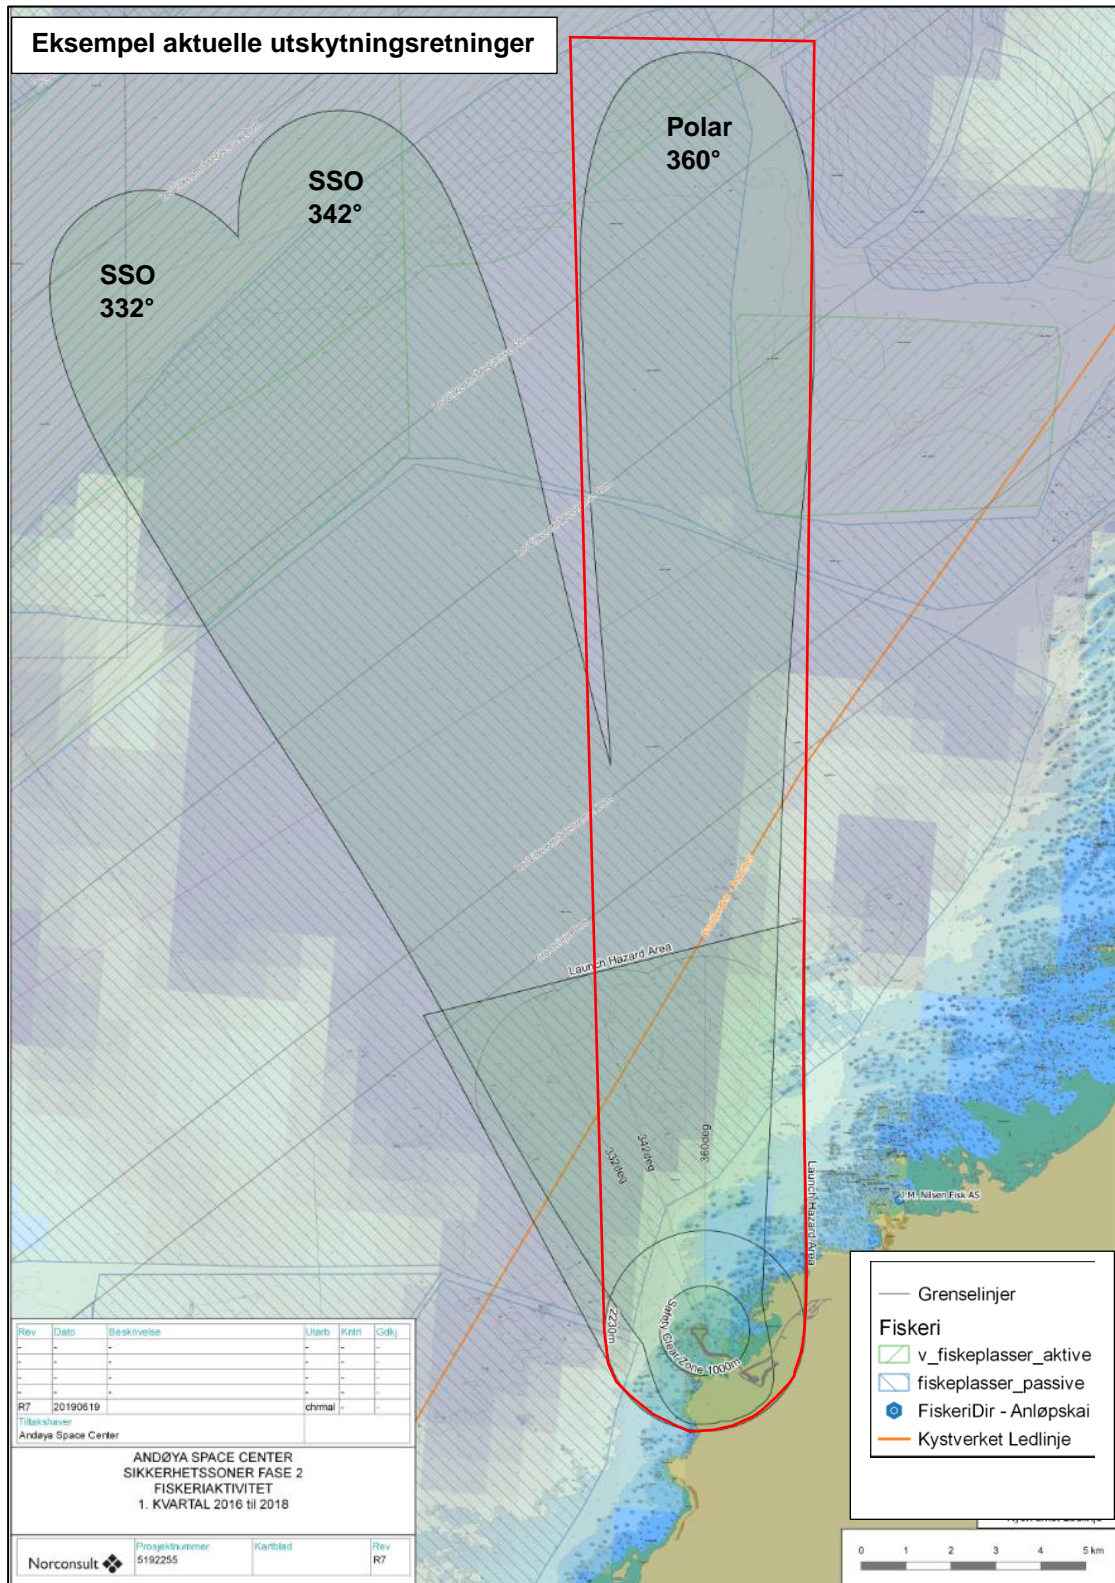 Eksempel aktuelle utskytningsretninger
Polar
360°
SSO
342°
SSO
332°
Launch Hazard Area
332deg
342deg
360deg
Launch Hazard Area
J.M. Nilsen Fisk AS
2230m
Safety Clear Zone 1000m
Grenselinjer
Fiskeri
v_fiskeplasser_aktive
fiskeplasser_passive
FiskeriDir - Anløpskai
Kystverket Ledlinje
Rev Dato Beskrivelse Utarb Kntrl Gdkj
- - - - - -
- - - - - -
- - - - - -
- - - - - -
R7 20190619 chrmal - -
Tiltakshaver
Andøya Space Center
ANDØYA SPACE CENTER
SIKKERHETSSONER FASE 2
FISKERIAKTIVITET
1. KVARTAL 2016 til 2018
Norconsult
Prosjektnummer Kartblad Rev
5192255 R7
0 1 2 3 4 5 km